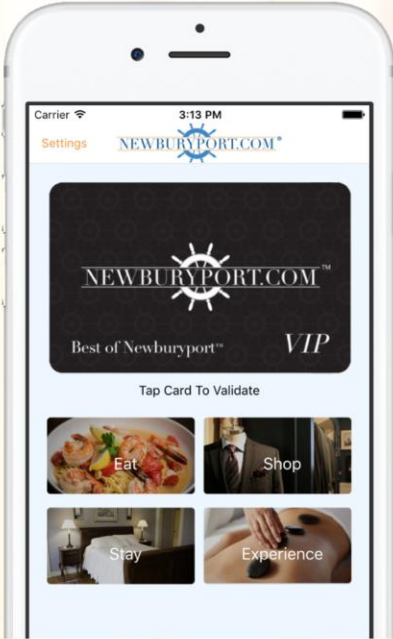 Carrier 3:13 PM
Settings NEWBURYPORT.COM®
NEWBURYPORT.COM™
Best of Newburyport™ VIP
Tap Card To Validate
Eat Shop
Stay Experience